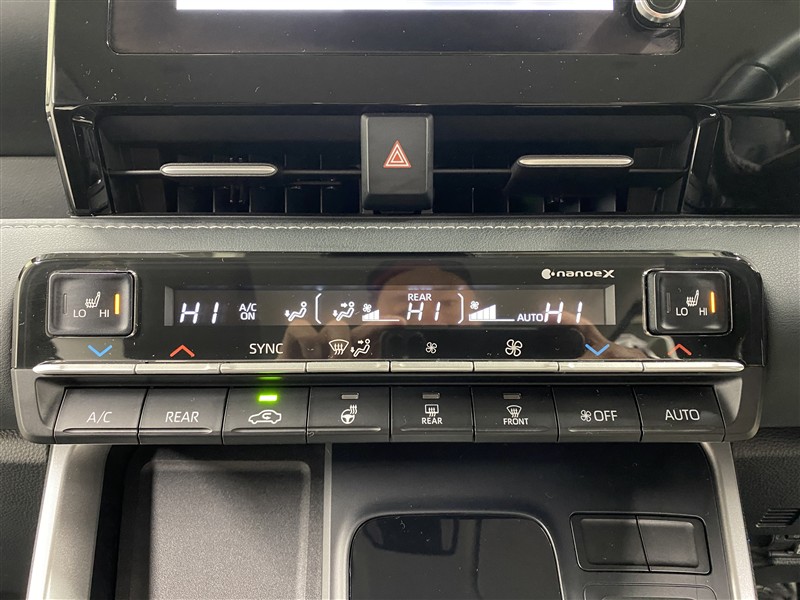 nanoeX
LO HI
HI A/C ON REAR HI AUTO HI
LO HI
SYNC
A/C REAR REAR FRONT OFF AUTO